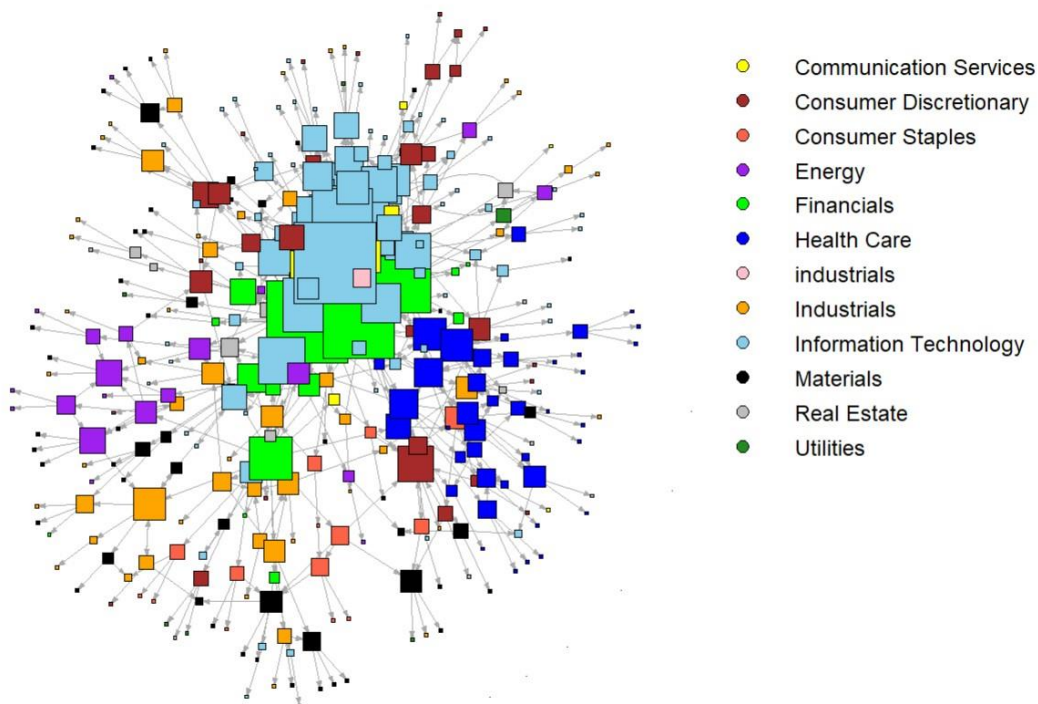 Communication Services
Consumer Discretionary
Consumer Staples
Energy
Financials
Health Care
industrials
Industrials
Information Technology
Materials
Real Estate
Utilities